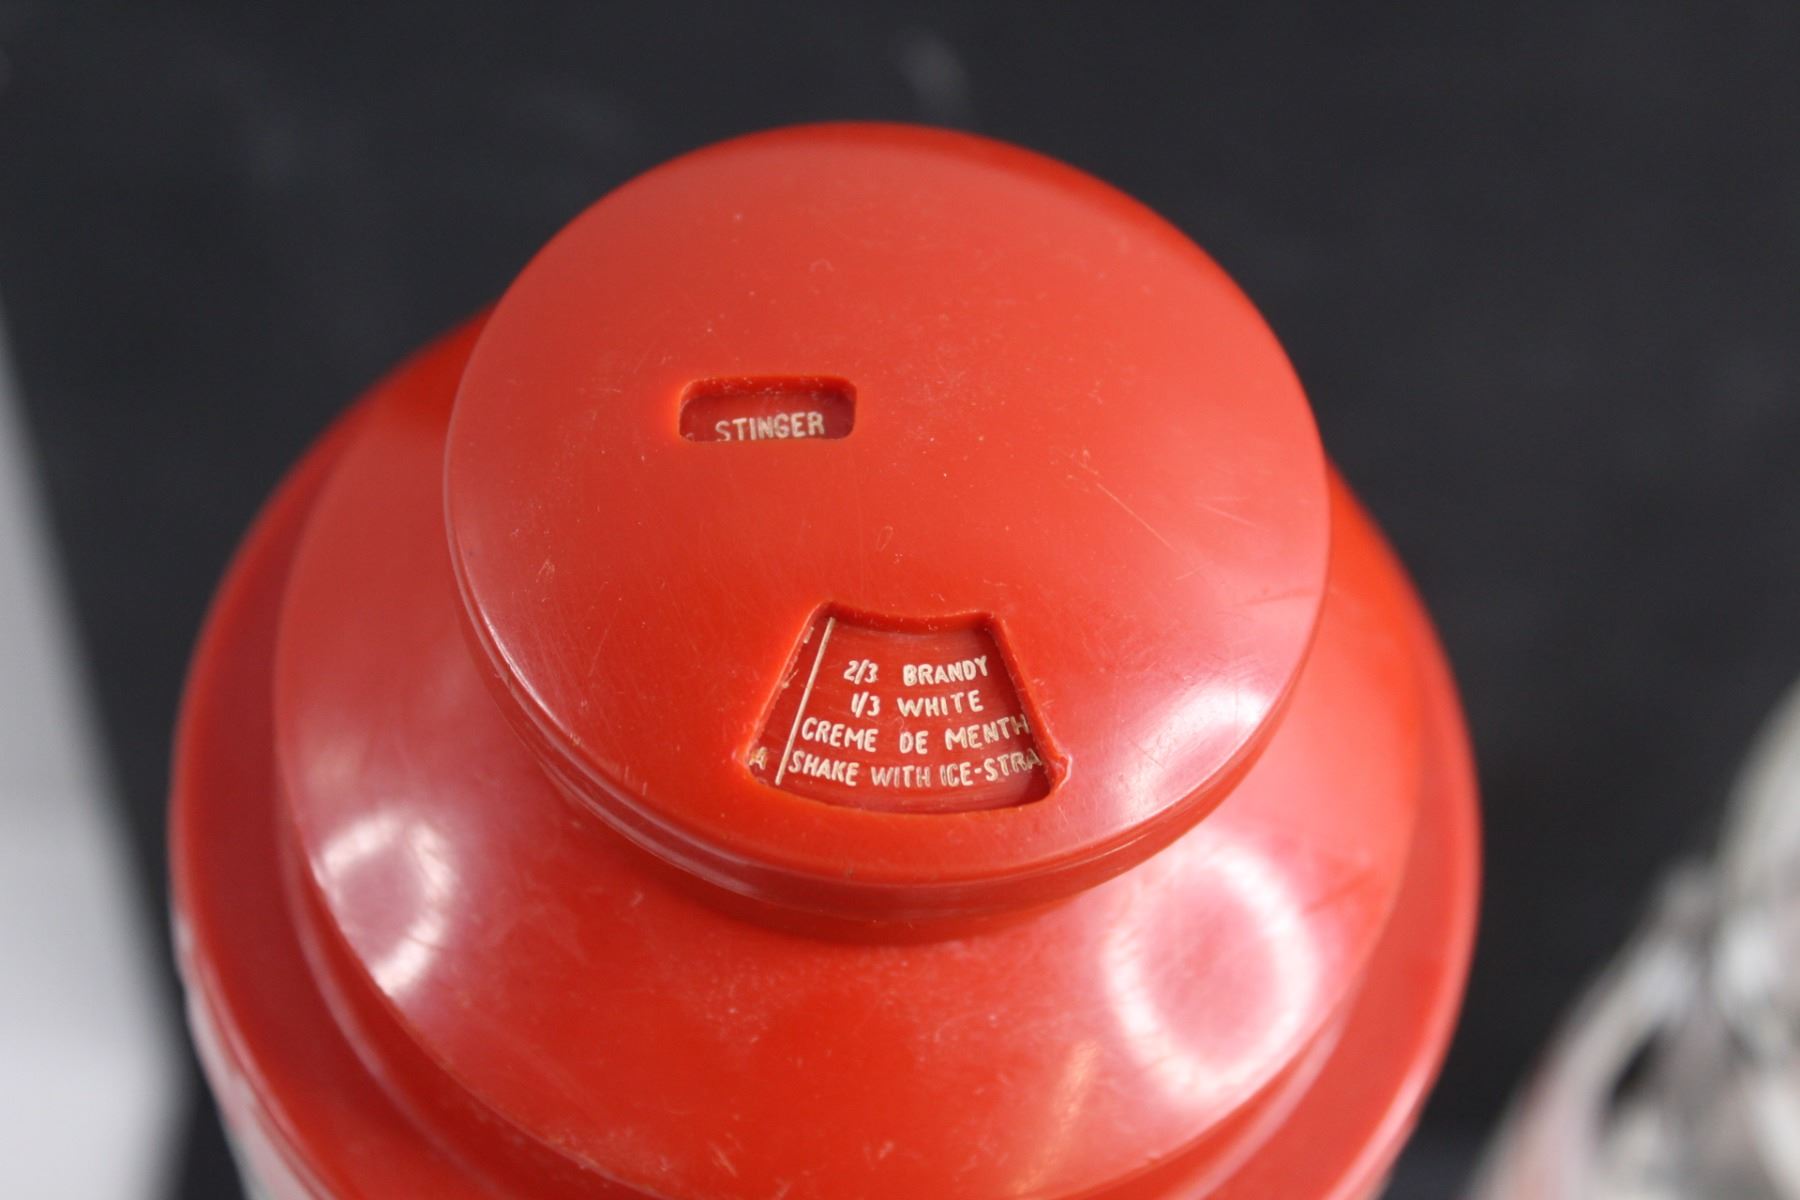 STINGER
2/3 BRANDY
1/3 WHITE
CREME DE MENTH
A SHAKE WITH ICE-STRA